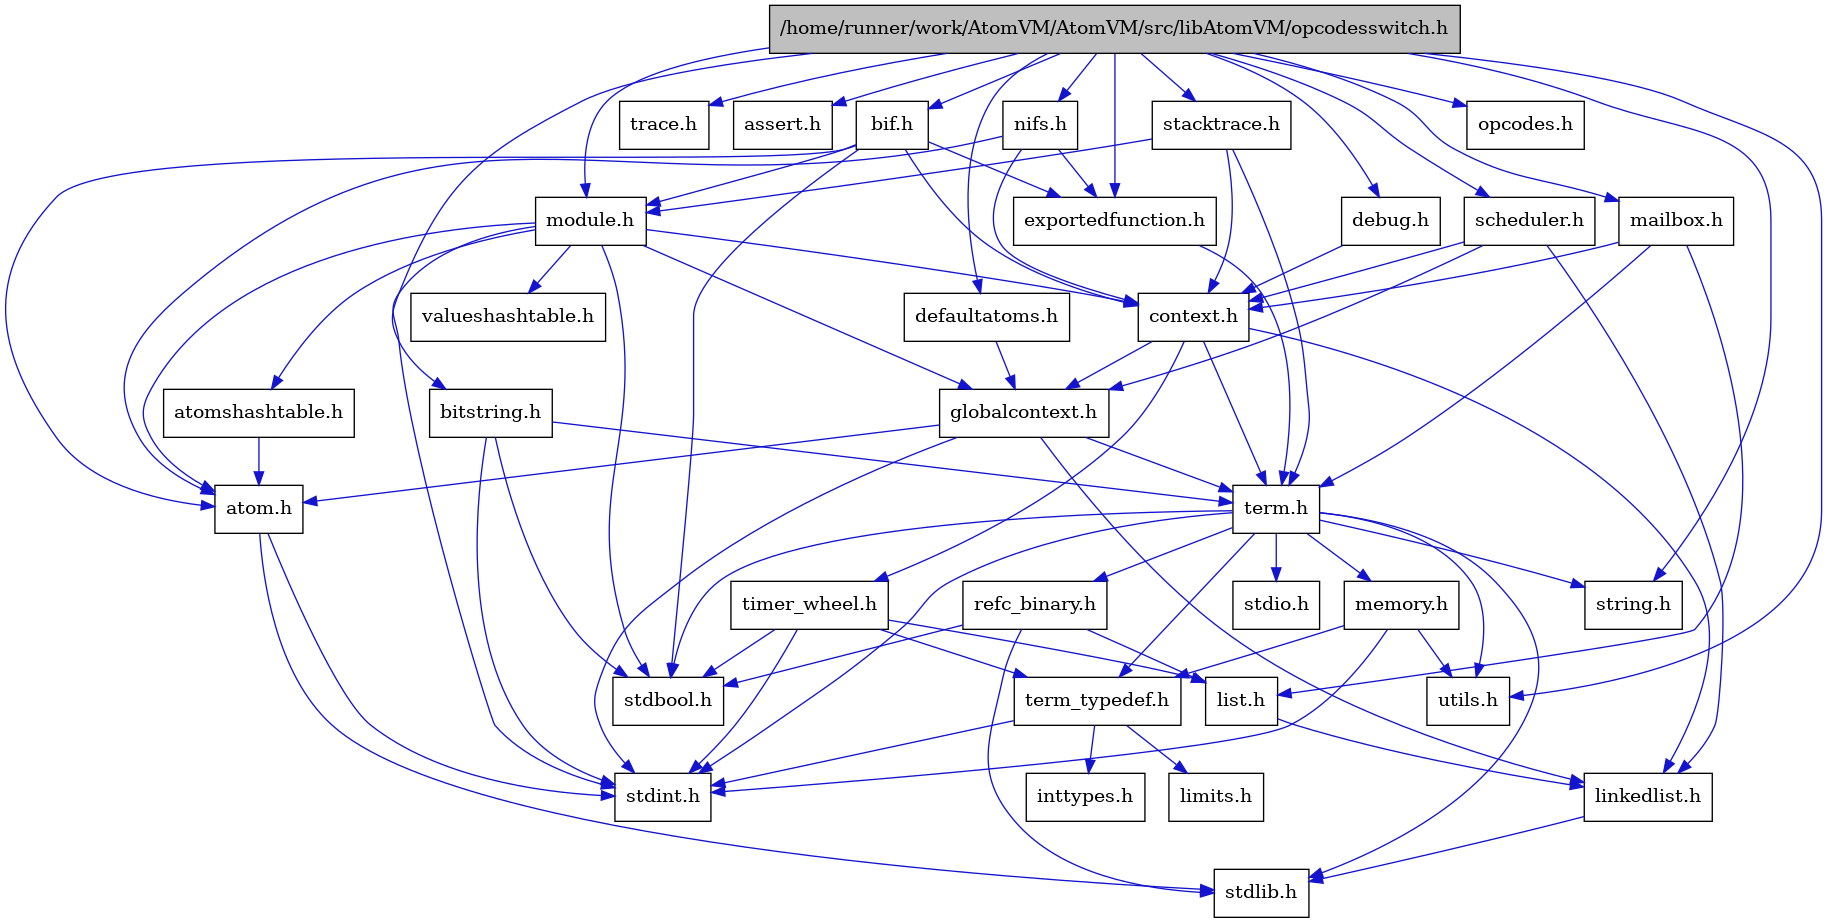 /home/runner/work/AtomVM/AtomVM/src/libAtomVM/opcodesswitch.h
trace.h
assert.h
bif.h
nifs.h
stacktrace.h
opcodes.h
module.h
exportedfunction.h
debug.h
scheduler.h
mailbox.h
valueshashtable.h
defaultatoms.h
context.h
atomshashtable.h
bitstring.h
globalcontext.h
atom.h
term.h
timer_wheel.h
refc_binary.h
stdio.h
memory.h
string.h
stdbool.h
term_typedef.h
list.h
utils.h
stdint.h
inttypes.h
limits.h
linkedlist.h
stdlib.h